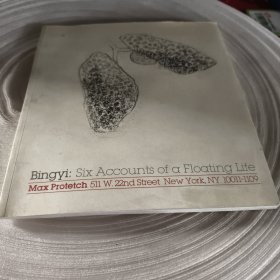 Bingyi: Six Accounts of a Floating Life
Max Protetch 511 W. 22nd Street New York, NY 10011-1109